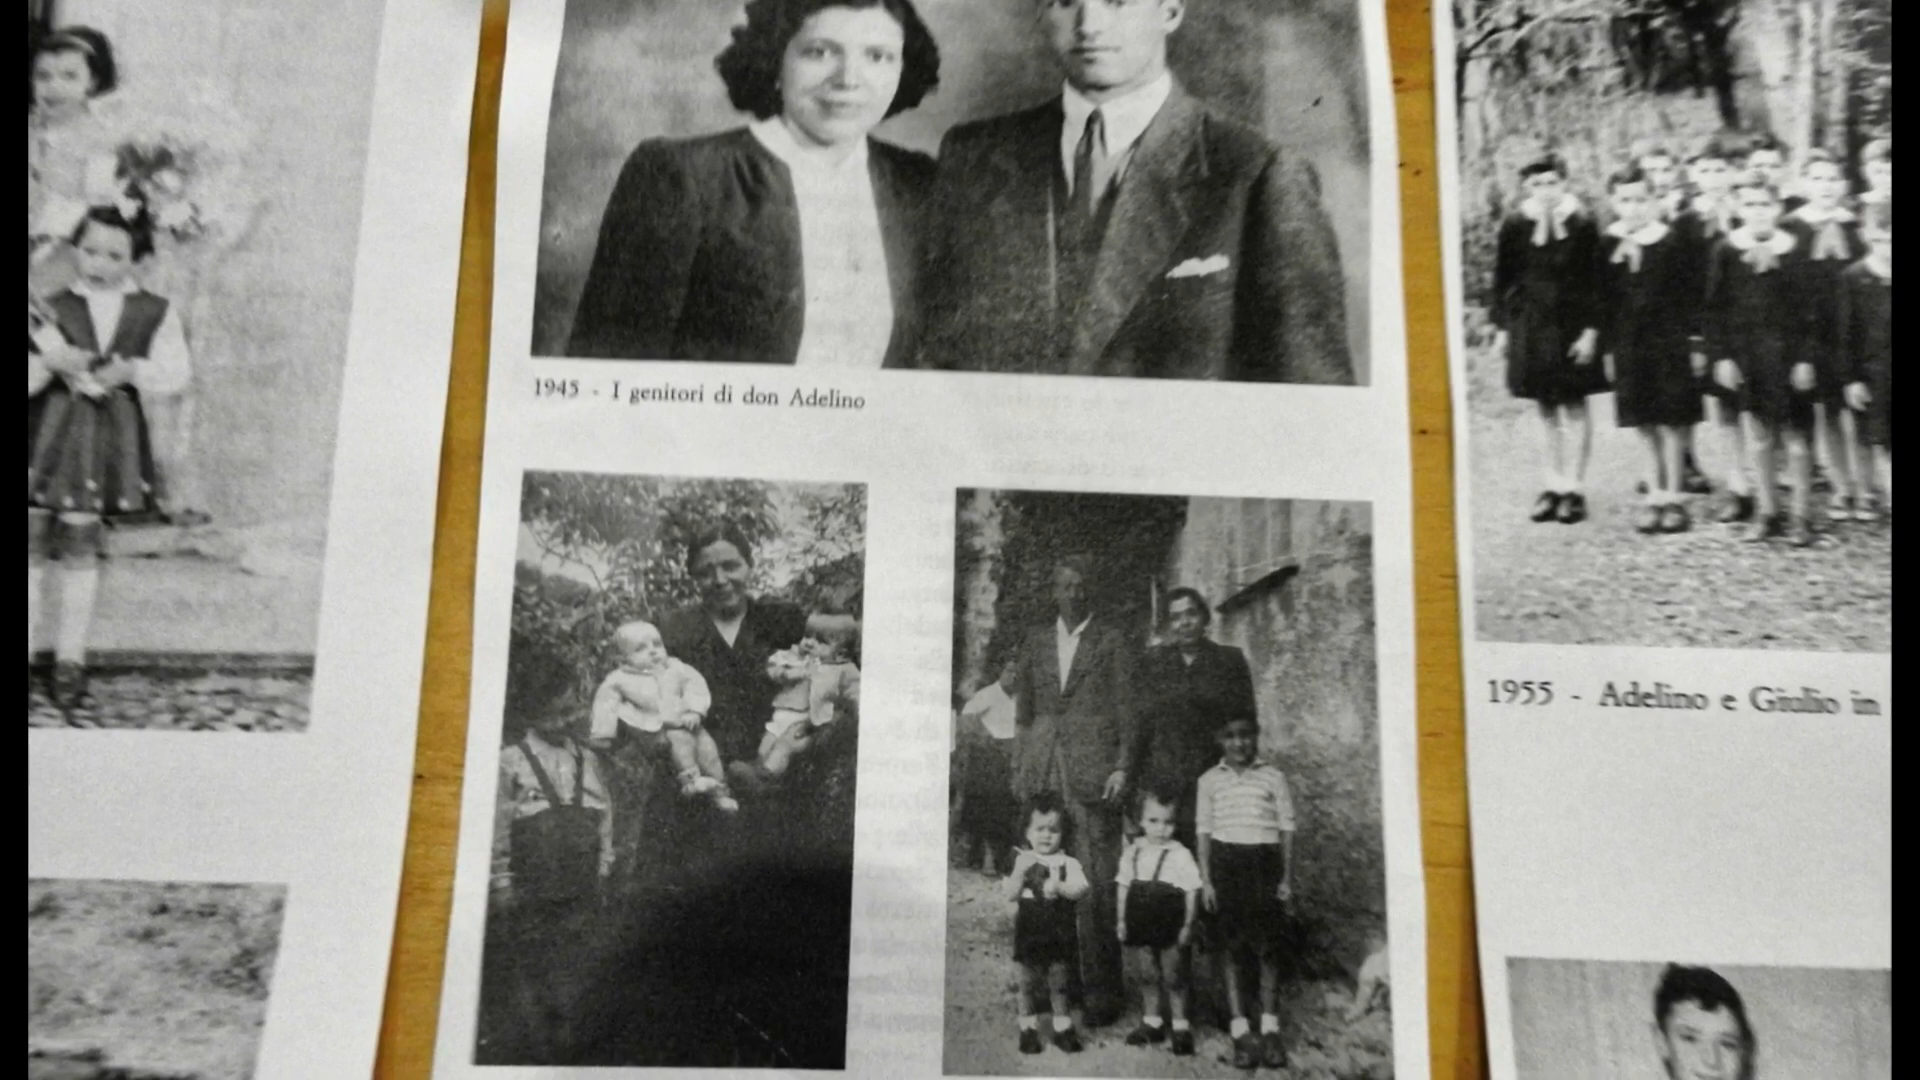 1945 - I genitori di don Adelino
1955 - Adelino e Giulio in